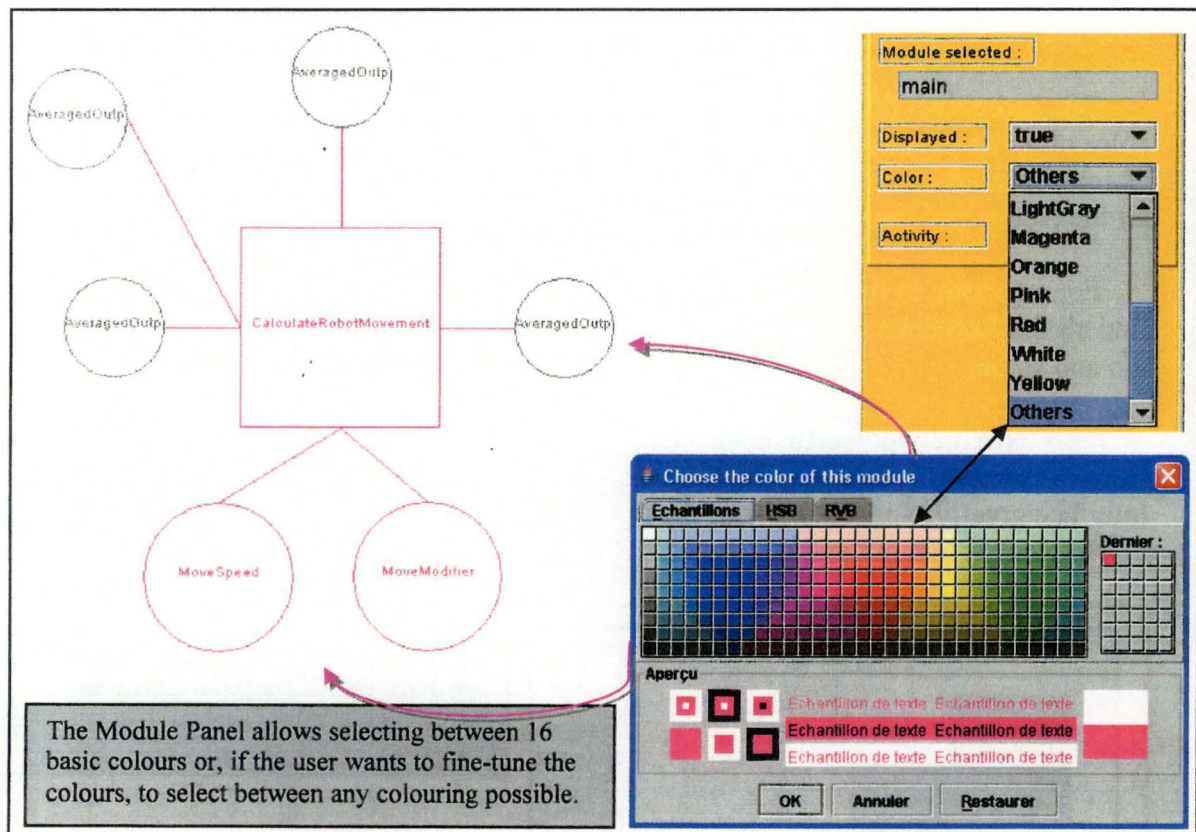 AveragedOutp
AveragedOutp
AveragedOutp
CalculateRobotMovement
AveragedOutp
MoveSpeed
MoveModifier
Module selected :
main
Displayed :
true
Color :
Others
LightGray
Magenta
Orange
Pink
Red
White
Yellow
Others
Activity :
Choose the color of this module
Echantillons HSB RVB
Dernier :
Aperçu
Echantillon de texte Echantillon de texte
Echantillon de texte Echantillon de texte
Echantillon de texte Echantillon de texte
OK Annuler Restaurer
The Module Panel allows selecting between 16
basic colours or, if the user wants to fine-tune the
colours, to select between any colouring possible.